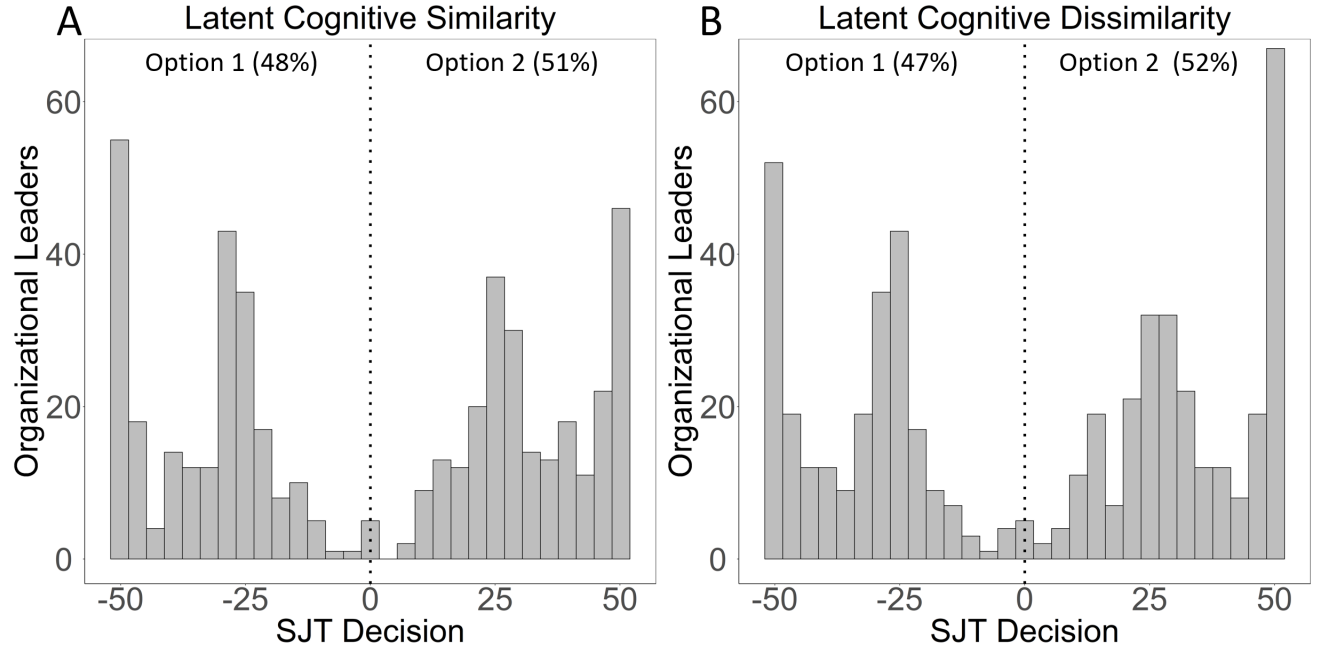 A
Latent Cognitive Similarity
Option 1 (48%)
Option 2 (51%)
Organizational Leaders
60
40
20
0
-50
-25
0
25
50
SJT Decision
B
Latent Cognitive Dissimilarity
Option 1 (47%)
Option 2 (52%)
Organizational Leaders
60
40
20
0
-50
-25
0
25
50
SJT Decision